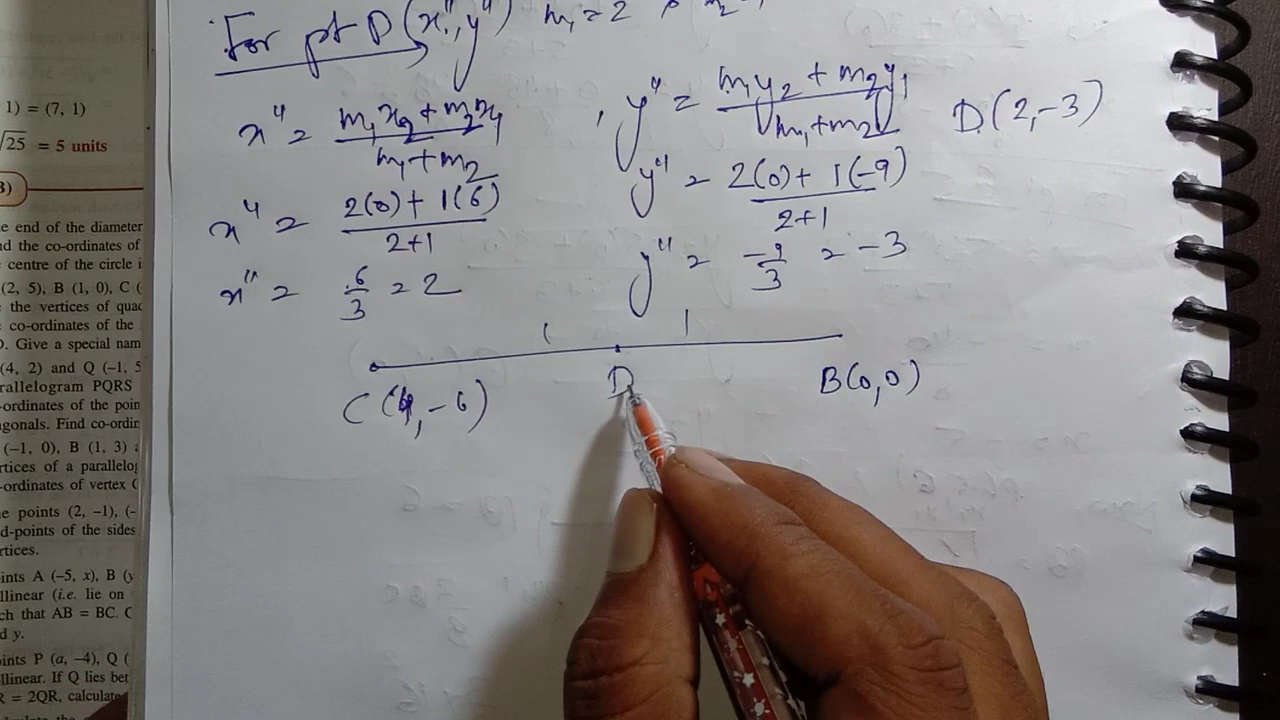 1) = (7, 1)
√25 = 5 units
3)
e end of the diameter
nd the co-ordinates of
centre of the circle i
(2, 5), B (1, 0), C (
the vertices of quad
co-ordinates of the
D. Give a special nam
(4, 2) and Q (–1, 5
rallelogram PQRS
-ordinates of the poin
agonals. Find co-ordin
(–1, 0), B (1, 3)
rtices of a parallelog
-ordinates of vertex C
e points (2, –1), (–
d-points of the sides
rtices.
ints A (–5, x), B (y
llinear (i.e. lie on
ch that AB = BC. C
d y.
oints P (a, –4), Q (
llinear. If Q lies bet
R = 2QR, calculate
For pt D(x'', y'') m₁ = 2
x'' = m₁x₂ + m₂x₁ / m₁ + m₂ , y'' = m₁y₂ + m₂y₁ / m₁ + m₂ D(2, -3)
x'' = 2(0) + 1(6) / 2+1 y'' = 2(0) + 1(-9) / 2+1
x'' = 6/3 = 2 y'' = -9/3 = -3
1 1
C(4, -6) D B(0, 0)